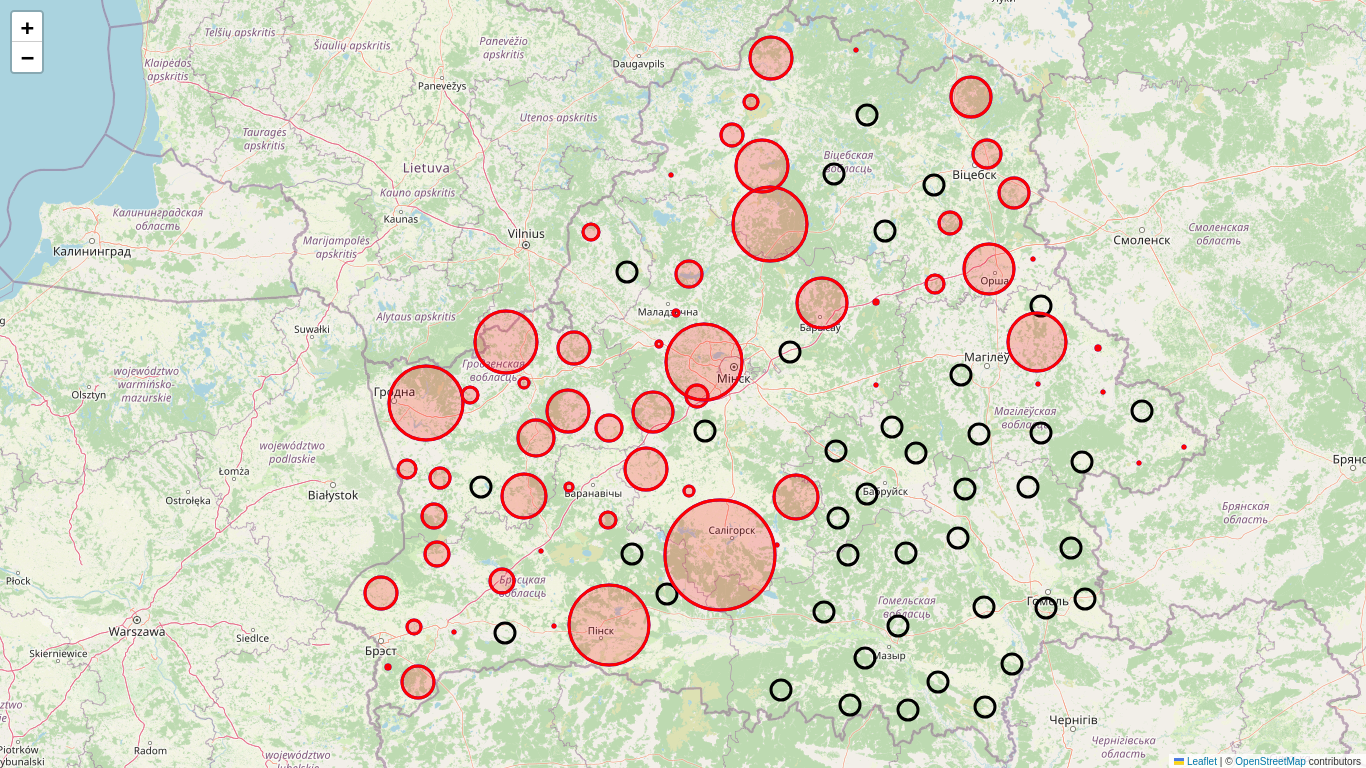 +
−
Луки
Telšių apskritis
Šiaulių apskritis
Panevėžio
apskritis
Daugavpils
Klaipėdos
apskritis
Panevėžys
Utenos apskritis
Tauragės
apskritis
Lietuva
Віцебская
вобласць
Віцебск
Kauno apskritis
Kaunas
Калининградская
область
Калининград
Marijampolės
apskritis
Vilnius
Смоленск
Смоленская
область
Орша
Alytaus apskritis
Маладзечна
Suwałki
Барысаў
Магілёў
Гродзенская
вобласць
Мінск
województwo
warmińsko-
mazurskie
Olsztyn
Гродна
Магілёўская
вобласць
województwo
podlaskie
Łomża
Брянс
Ostrołęka
Białystok
Баранавічы
Бабруйск
Брянская
область
Салігорск
Płock
Брэсцкая
вобласць
Гомельская
вобласць
Гомель
Warszawa
Siedlce
Пінск
Skierniewice
Брэст
Мазыр
Чернігів
Piotrków
Trybunalski
Radom
województwo
lubelskie
Чернігівська
область
Leaflet | © OpenStreetMap contributors